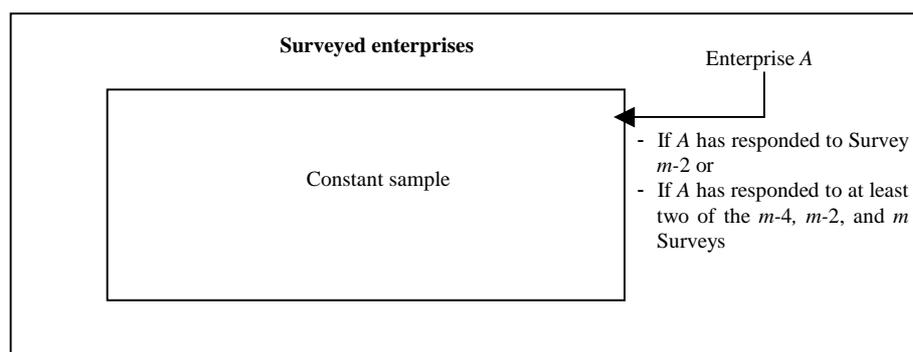 Surveyed enterprises
Enterprise A
Constant sample
- If A has responded to Survey
m-2 or
- If A has responded to at least
two of the m-4, m-2, and m
Surveys